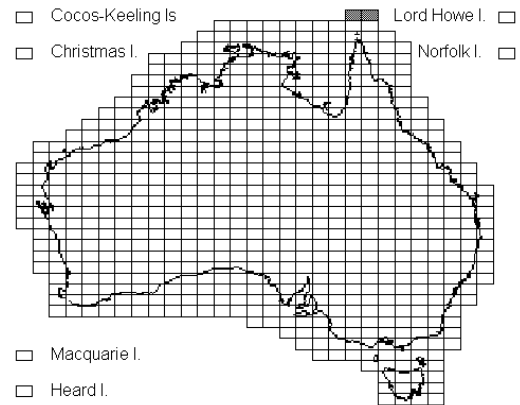 Cocos-Keeling Is
Lord Howe I.
Christmas I.
Norfolk I.
Macquarie I.
Heard I.